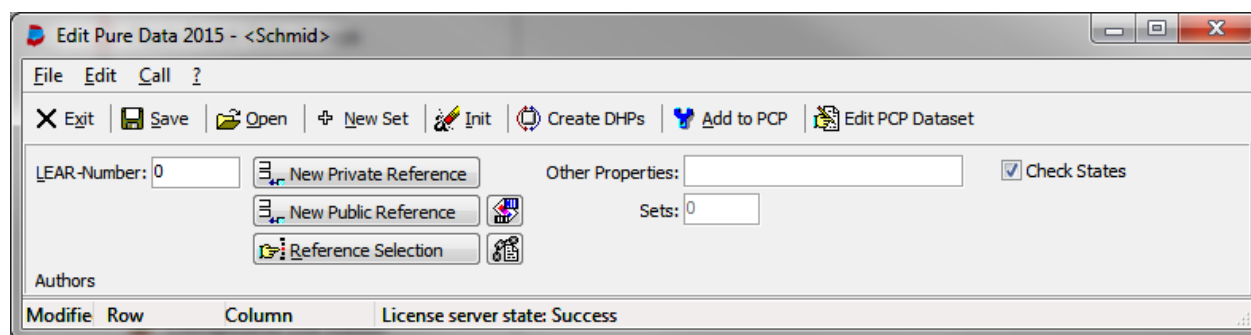 Edit Pure Data 2015 - <Schmid>
File Edit Call ?
Exit Save Open New Set Init Create DHPs Add to PCP Edit PCP Dataset
LEAR-Number: 0 New Private Reference Other Properties: Check States
New Public Reference Sets: 0
Reference Selection
Authors
Modifie Row Column License server state: Success